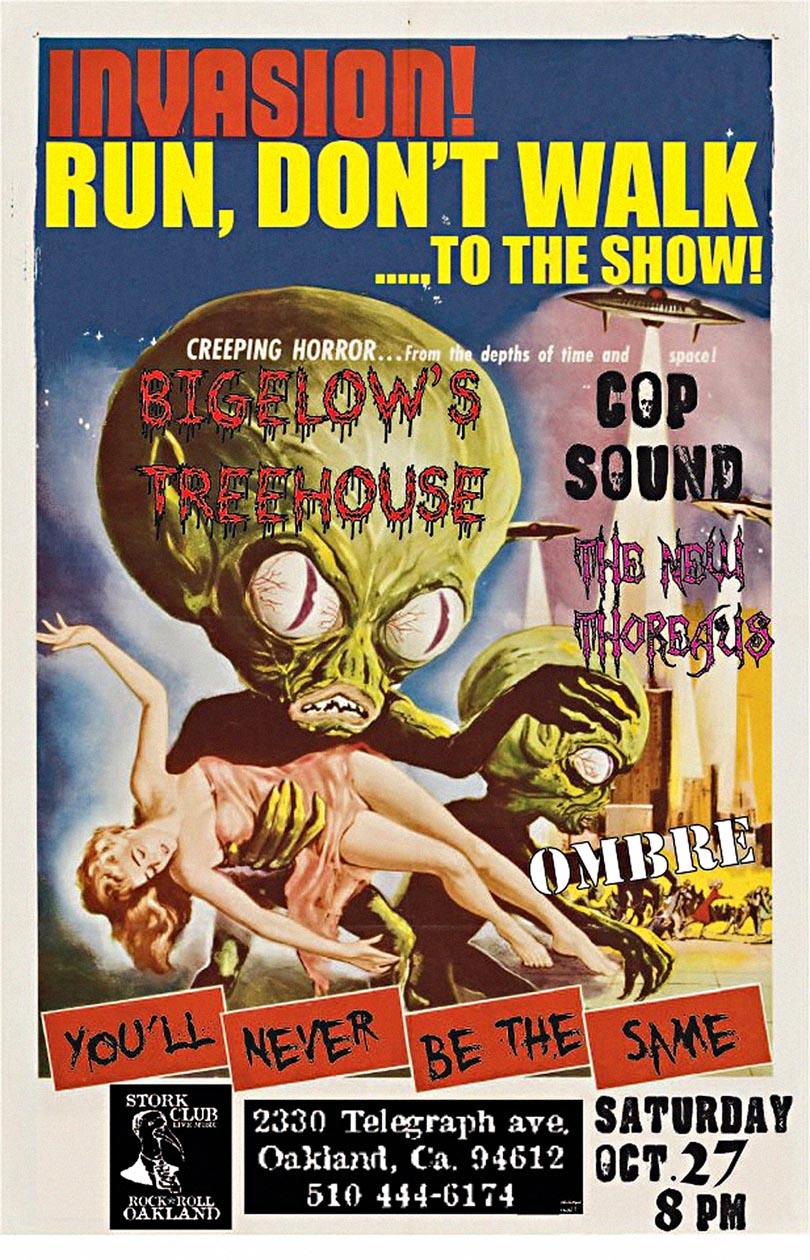 INVASION!
RUN, DON'T WALK
.....,TO THE SHOW!
CREEPING HORROR...From the depths of time and space!
BIGELOW'S
TREEHOUSE
COP
SOUND
THE NEW
THOREAUS
OMBRE
YOU'LL NEVER BE THE SAME
STORK
CLUB
LIVE MUSIC
ROCK N ROLL
OAKLAND
2330 Telegraph ave.
Oakland, Ca. 94612
510 444-6174
SATURDAY
OCT. 27
8 PM